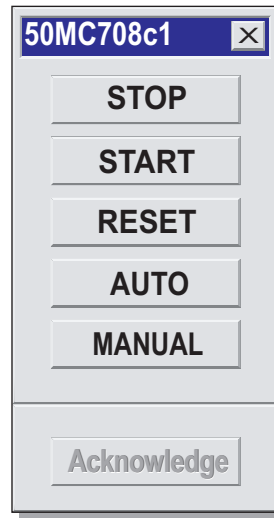 50MC708c1
STOP
START
RESET
AUTO
MANUAL
Acknowledge